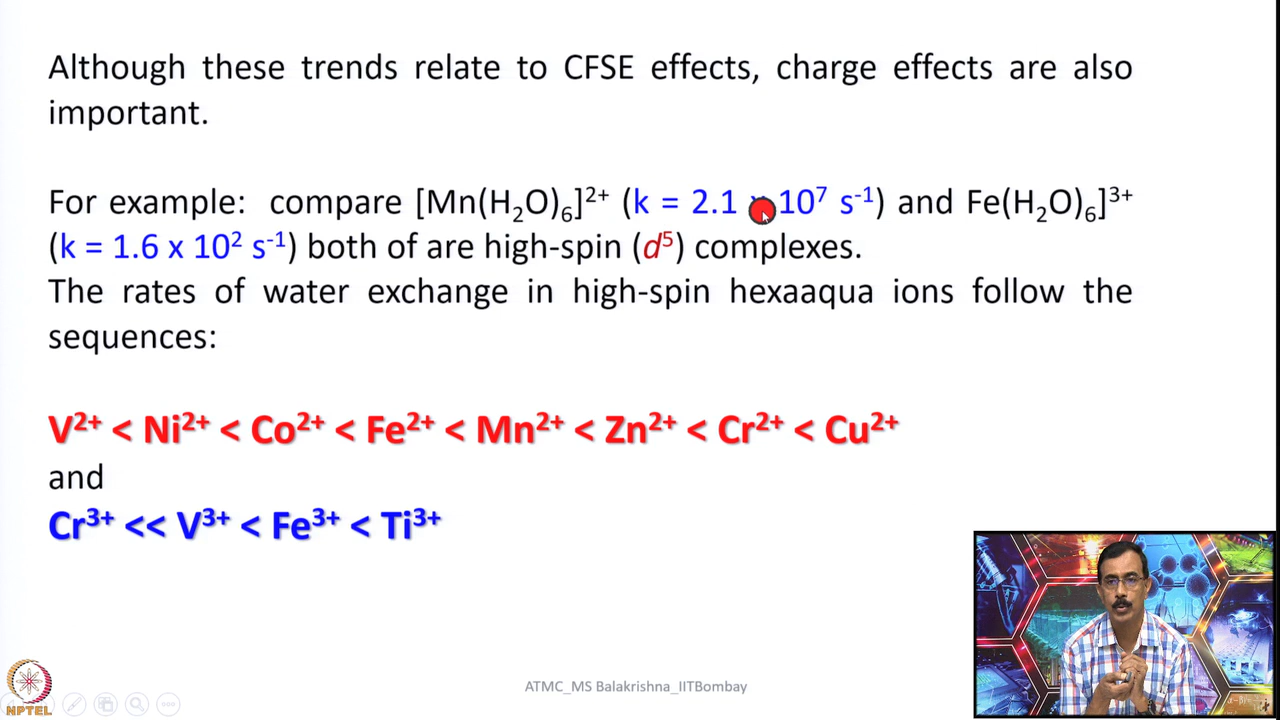 Although these trends relate to CFSE effects, charge effects are also
important.
For example: compare [Mn(H₂O)₆]²⁺ (k = 2.1 x 10⁷ s⁻¹) and Fe(H₂O)₆]³⁺
(k = 1.6 x 10² s⁻¹) both of are high-spin (d⁵) complexes.
The rates of water exchange in high-spin hexaaqua ions follow the
sequences:
V²⁺ < Ni²⁺ < Co²⁺ < Fe²⁺ < Mn²⁺ < Zn²⁺ < Cr²⁺ < Cu²⁺
and
Cr³⁺ << V³⁺ < Fe³⁺ < Ti³⁺
ATMC_MS Balakrishna_IITBombay
NPTEL